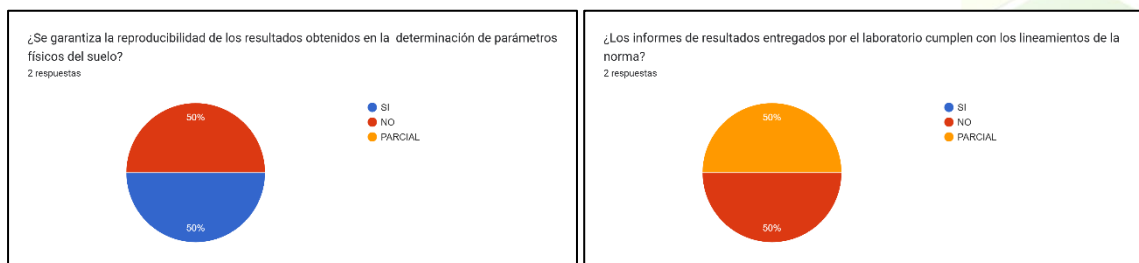 ¿Se garantiza la reproducibilidad de los resultados obtenidos en la determinación de parámetros
físicos del suelo?
2 respuestas
50%
50%
SI
NO
PARCIAL
¿Los informes de resultados entregados por el laboratorio cumplen con los lineamientos de la
norma?
2 respuestas
50%
50%
SI
NO
PARCIAL